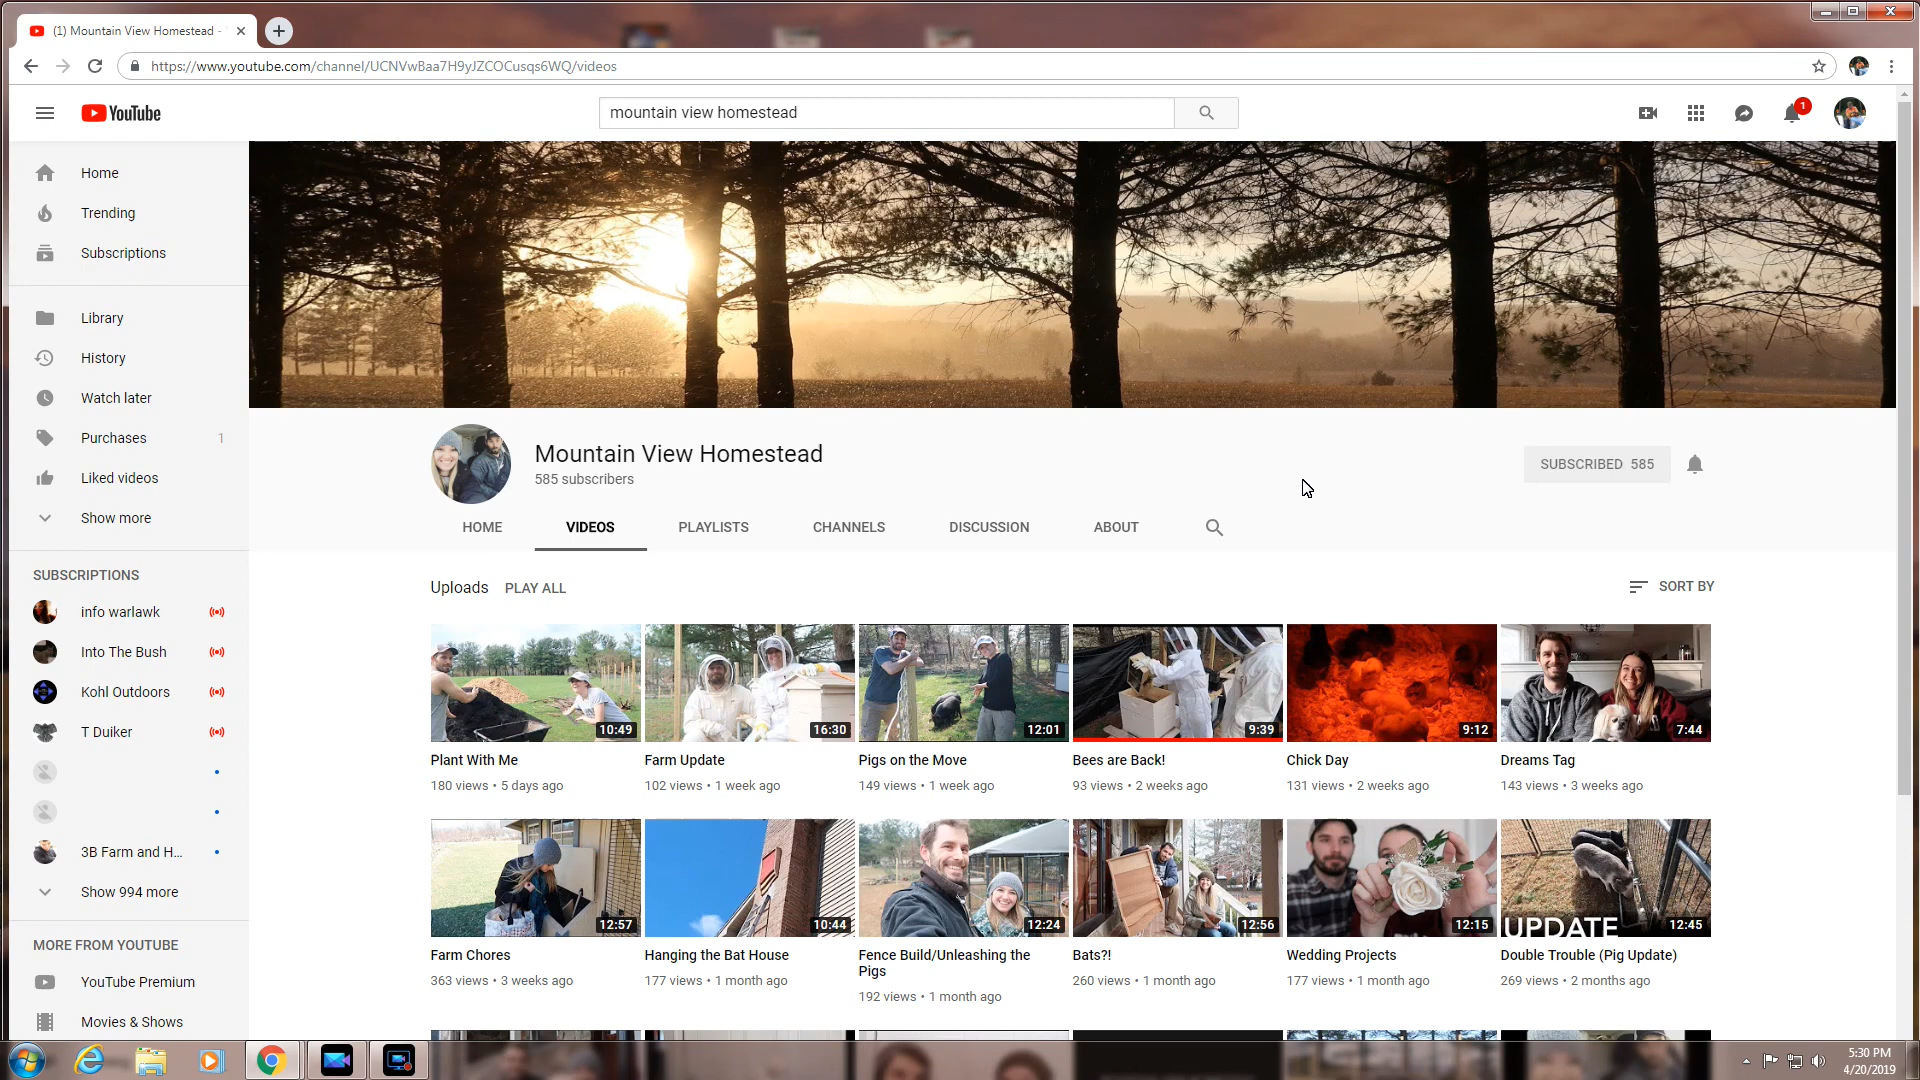 (1) Mountain View Homestead -
https://www.youtube.com/channel/UCNVwBaa7H9yJZCOCusqs6WQ/videos
YouTube
mountain view homestead
1
Home
Trending
Subscriptions
Library
History
Watch later
Purchases 1
Liked videos
Show more
SUBSCRIPTIONS
info warlawk
Into The Bush
Kohl Outdoors
T Duiker
3B Farm and H...
Show 994 more
MORE FROM YOUTUBE
YouTube Premium
Movies & Shows
Mountain View Homestead
585 subscribers
SUBSCRIBED 585
HOME VIDEOS PLAYLISTS CHANNELS DISCUSSION ABOUT
Uploads PLAY ALL
SORT BY
10:49
Plant With Me
180 views • 5 days ago
16:30
Farm Update
102 views • 1 week ago
12:01
Pigs on the Move
149 views • 1 week ago
9:39
Bees are Back!
93 views • 2 weeks ago
9:12
Chick Day
131 views • 2 weeks ago
7:44
Dreams Tag
143 views • 3 weeks ago
12:57
Farm Chores
363 views • 3 weeks ago
10:44
Hanging the Bat House
177 views • 1 month ago
12:24
Fence Build/Unleashing the
Pigs
192 views • 1 month ago
12:56
Bats?!
260 views • 1 month ago
12:15
Wedding Projects
177 views • 1 month ago
UPDATE
12:45
Double Trouble (Pig Update)
269 views • 2 months ago
5:30 PM
4/20/2019